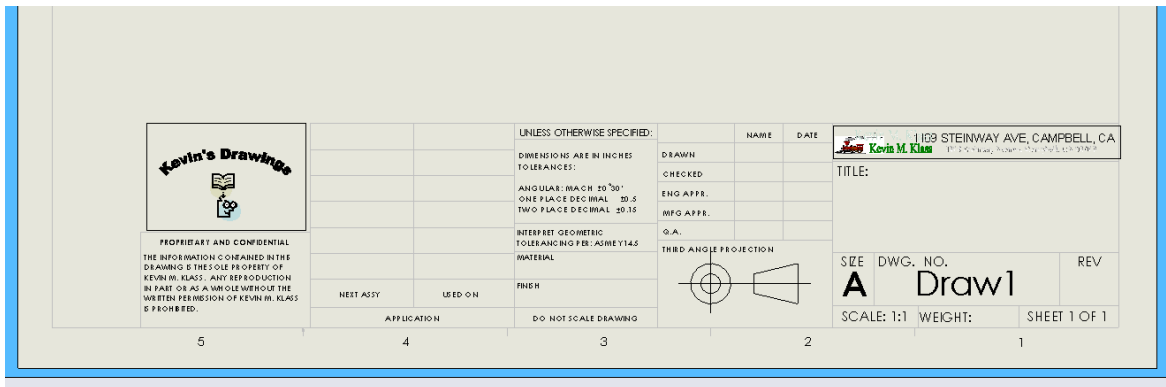 Kevin's Drawings
PROPRIETARY AND CONFIDENTIAL
THE INFORMATION CONTAINED IN THIS
DRAWING IS THE SOLE PROPERTY OF
KEVIN M. KLASS. ANY REPRODUCTION
IN PART OR AS A WHOLE WITHOUT THE
WRITTEN PERMISSION OF KEVIN M. KLASS
IS PROHIBITED.
NEXT ASSY
USED ON
APPLICATION
UNLESS OTHERWISE SPECIFIED:
DIMENSIONS ARE IN INCHES
TOLERANCES:
ANGULAR: MACH ±0°30'
ONE PLACE DECIMAL ±0.5
TWO PLACE DECIMAL ±0.15
INTERPRET GEOMETRIC
TOLERANCING PER: ASME Y14.5
MATERIAL
FINISH
DO NOT SCALE DRAWING
NAME DATE
DRAWN
CHECKED
ENG APPR.
MFG APPR.
Q.A.
THIRD ANGLE PROJECTION
Kevin M. Klass
STEINWAY AVE, CAMPBELL, CA
TITLE:
SIZE DWG. NO. REV
A Draw1
SCALE: 1:1 WEIGHT: SHEET 1 OF 1
5 4 3 2 1